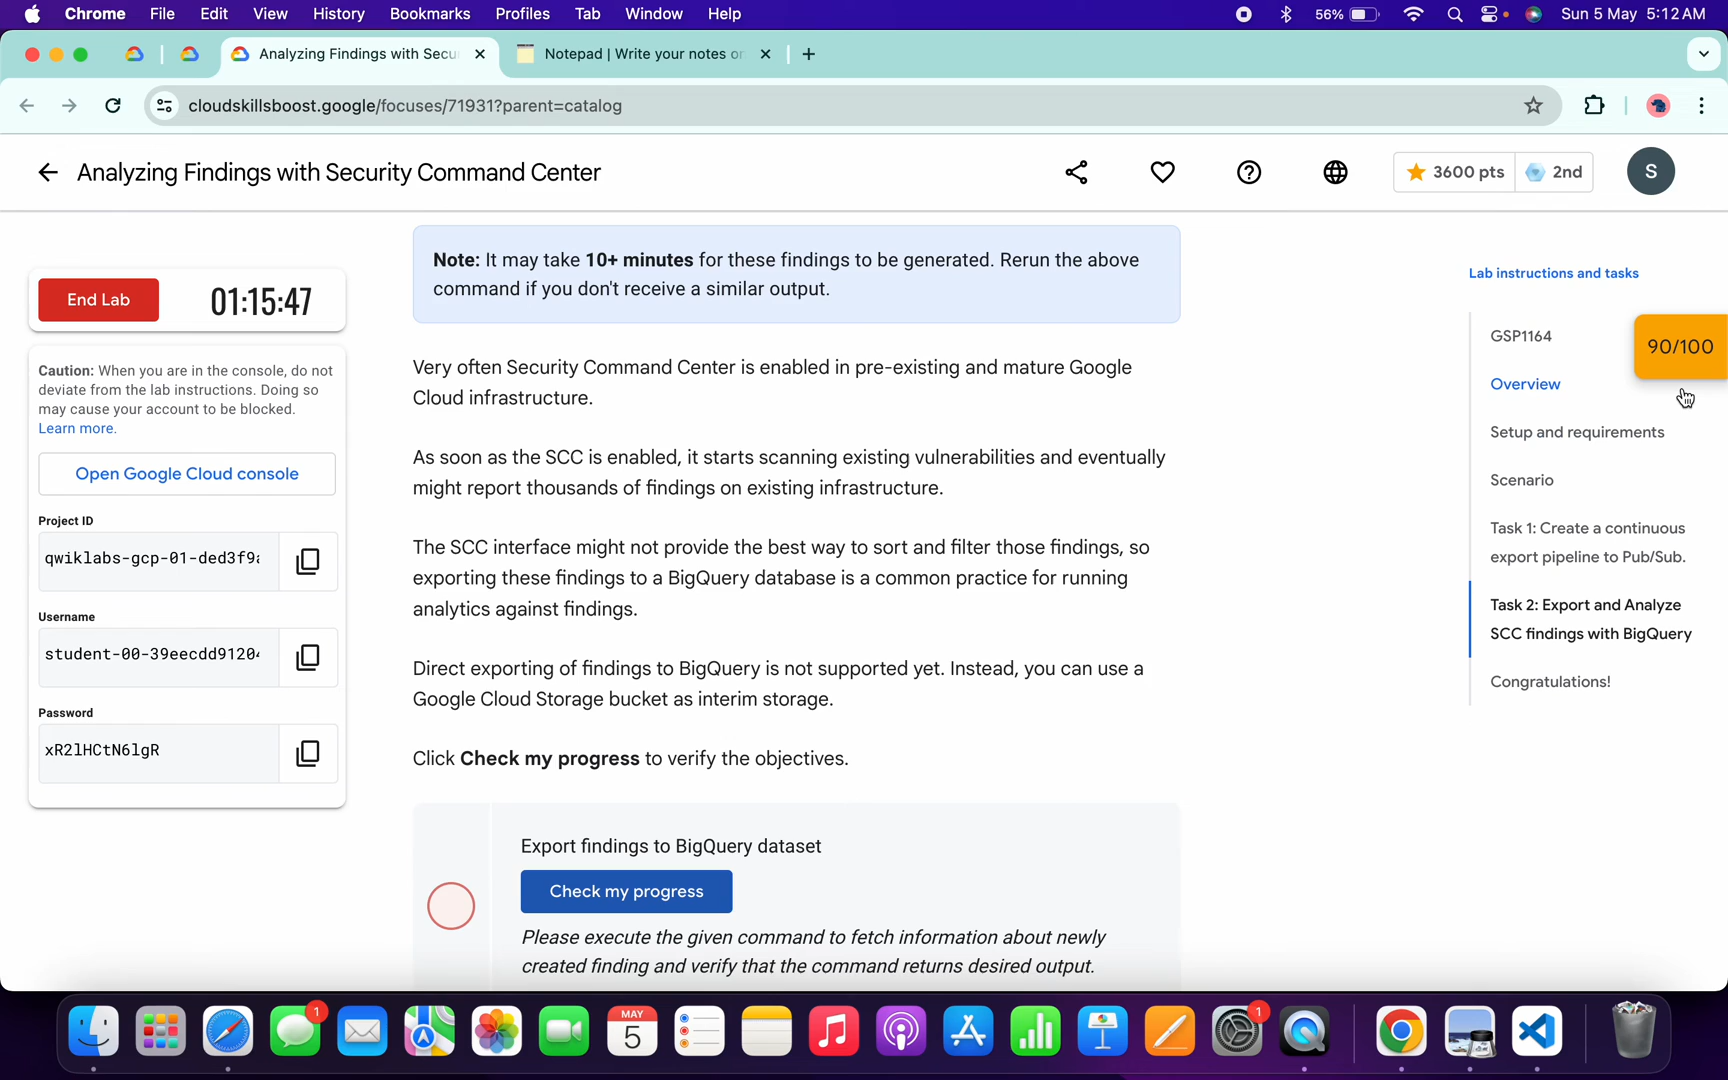 Chrome File Edit View History Bookmarks Profiles Tab Window Help 56% Sun 5 May 5:12 AM
Analyzing Findings with Secu Notepad | Write your notes on
cloudskillsboost.google/focuses/71931?parent=catalog
Analyzing Findings with Security Command Center 3600 pts 2nd S
End Lab 01:15:47
Caution: When you are in the console, do not
deviate from the lab instructions. Doing so
may cause your account to be blocked.
Learn more.
Open Google Cloud console
Project ID
qwiklabs-gcp-01-ded3f9
Username
student-00-39eecdd9120
Password
xR2lHCtN6lgR
Note: It may take 10+ minutes for these findings to be generated. Rerun the above
command if you don't receive a similar output.
Very often Security Command Center is enabled in pre-existing and mature Google
Cloud infrastructure.
As soon as the SCC is enabled, it starts scanning existing vulnerabilities and eventually
might report thousands of findings on existing infrastructure.
The SCC interface might not provide the best way to sort and filter those findings, so
exporting these findings to a BigQuery database is a common practice for running
analytics against findings.
Direct exporting of findings to BigQuery is not supported yet. Instead, you can use a
Google Cloud Storage bucket as interim storage.
Click Check my progress to verify the objectives.
Export findings to BigQuery dataset
Check my progress
Please execute the given command to fetch information about newly
created finding and verify that the command returns desired output.
Lab instructions and tasks
GSP1164
90/100
Overview
Setup and requirements
Scenario
Task 1: Create a continuous
export pipeline to Pub/Sub.
Task 2: Export and Analyze
SCC findings with BigQuery
Congratulations!
1
MAY
5
1